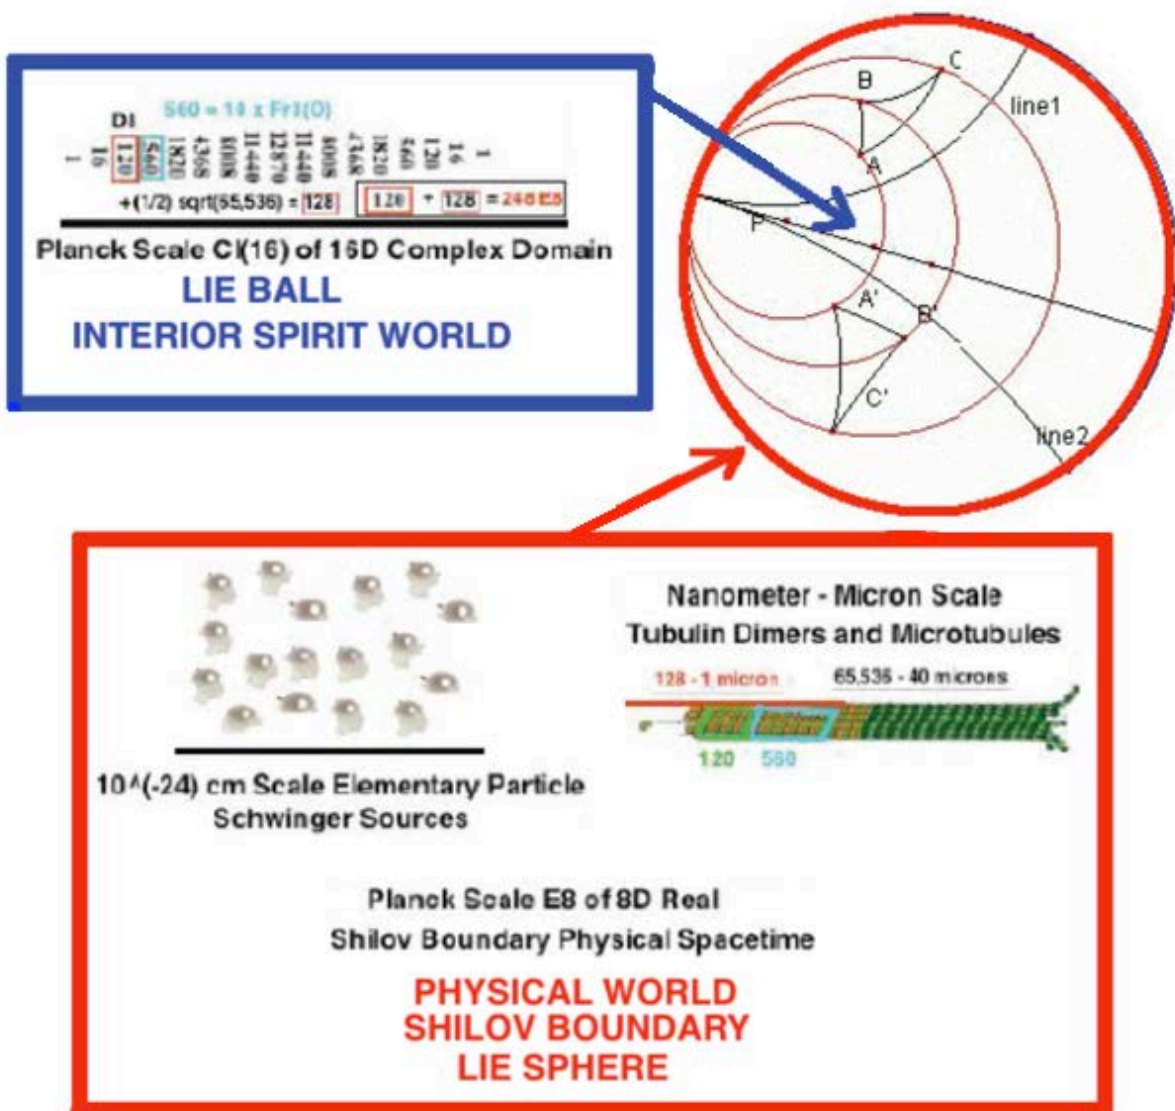 560 = 10 x Fr3(O)
D8
1 16 120 560 1820 4368 8008 11440 12870 11440 8008 4368 1820 560 120 16 1
+(1/2) sqrt(65,536) = 128 120 + 128 = 248 E8
Planck Scale Cl(16) of 16D Complex Domain
LIE BALL
INTERIOR SPIRIT WORLD
C
B
line1
A
P
A'
B'
C'
line2
Nanometer - Micron Scale
Tubulin Dimers and Microtubules
128 - 1 micron 65,536 - 40 microns
120 560
10^(-24) cm Scale Elementary Particle
Schwinger Sources
Planck Scale E8 of 8D Real
Shilov Boundary Physical Spacetime
PHYSICAL WORLD
SHILOV BOUNDARY
LIE SPHERE